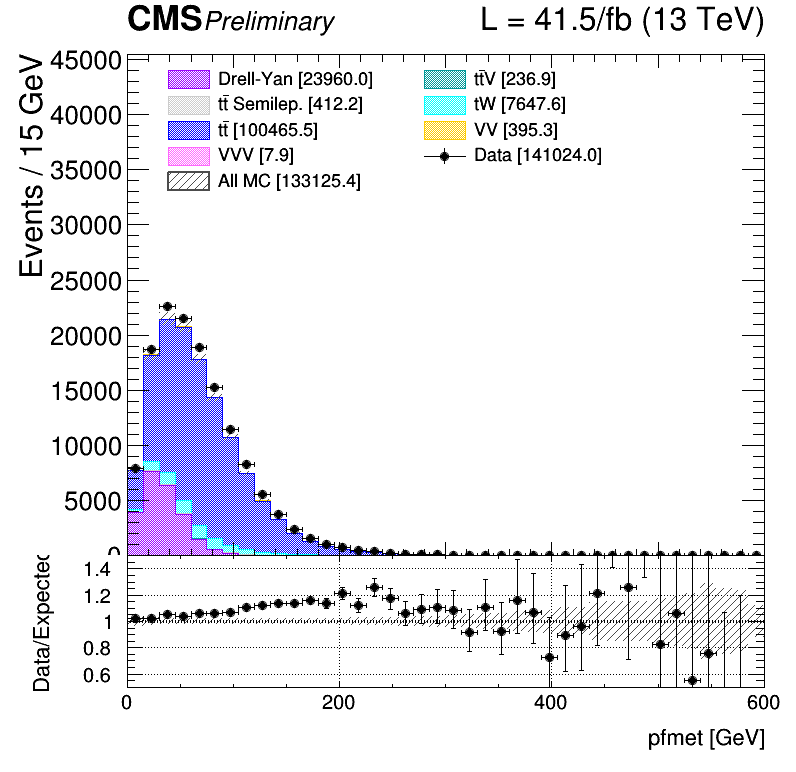 CMS Preliminary L = 41.5/fb (13 TeV)
Events / 15 GeV
45000
40000
35000
30000
25000
20000
15000
10000
5000
0
Drell-Yan [23960.0]
tt̄ Semilep. [412.2]
tt̄ [100465.5]
VVV [7.9]
All MC [133125.4]
tt̄V [236.9]
tW [7647.6]
VV [395.3]
Data [141024.0]
Data/Expected
1.4
1.2
1
0.8
0.6
0 200 400 600
pfmet [GeV]